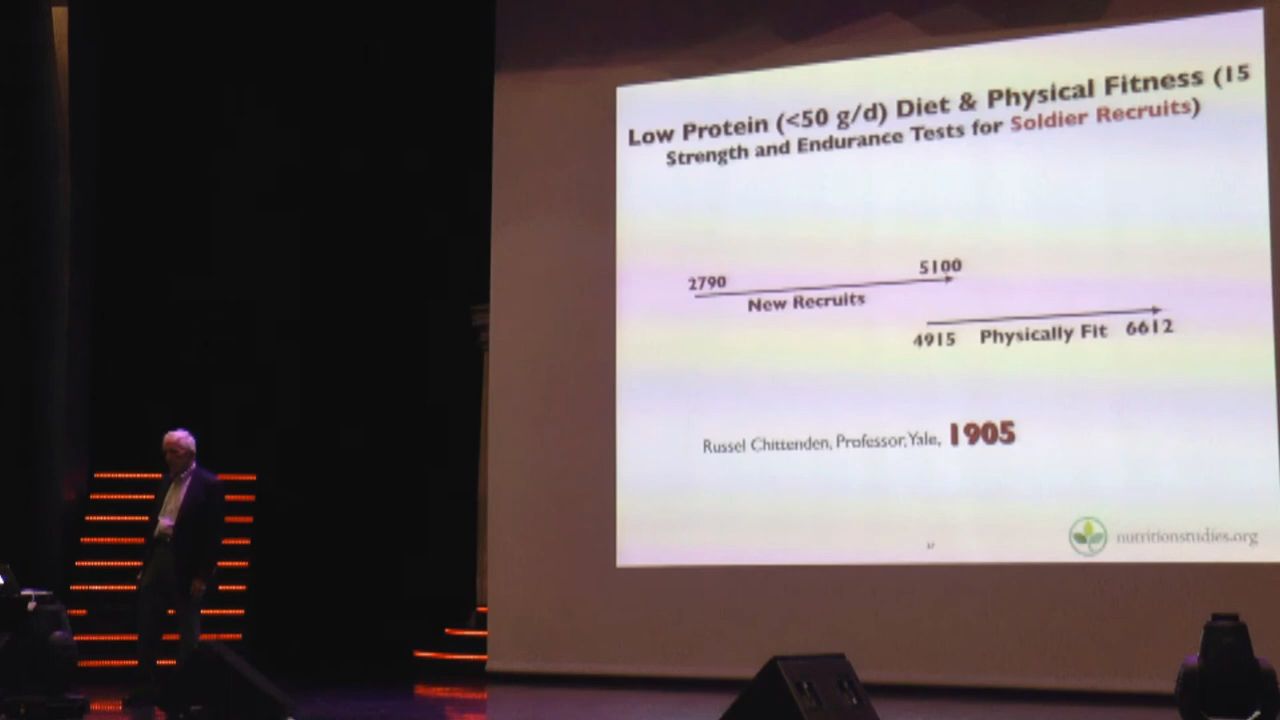 Low Protein (<50 g/d) Diet & Physical Fitness (15
Strength and Endurance Tests for Soldier Recruits)
2790
5100
New Recruits
4915 Physically Fit 6612
Russel Chittenden, Professor, Yale, 1905
nutritionstudies.org